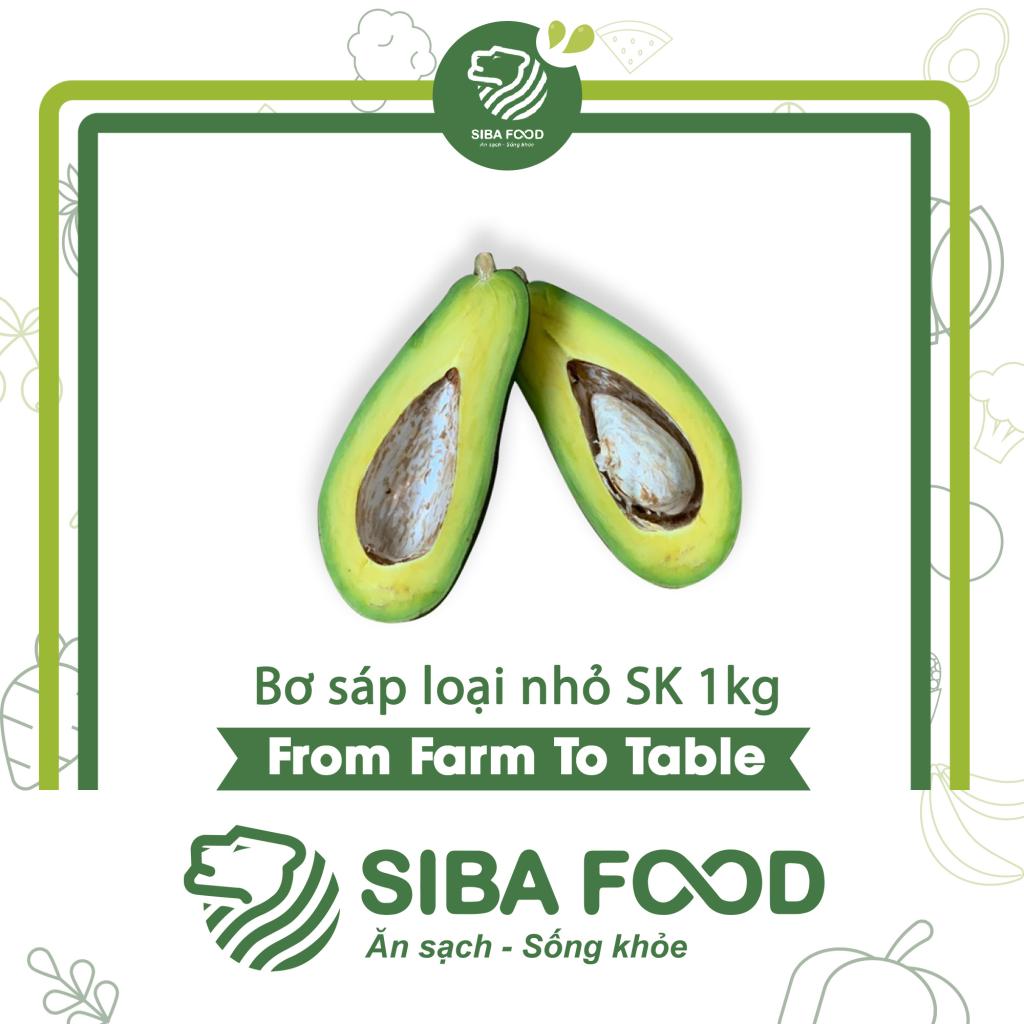 SIBA FOOD
Ăn sạch - Sống khỏe
Bơ sáp loại nhỏ SK 1kg
From Farm To Table
SIBA FOOD
Ăn sạch - Sống khỏe